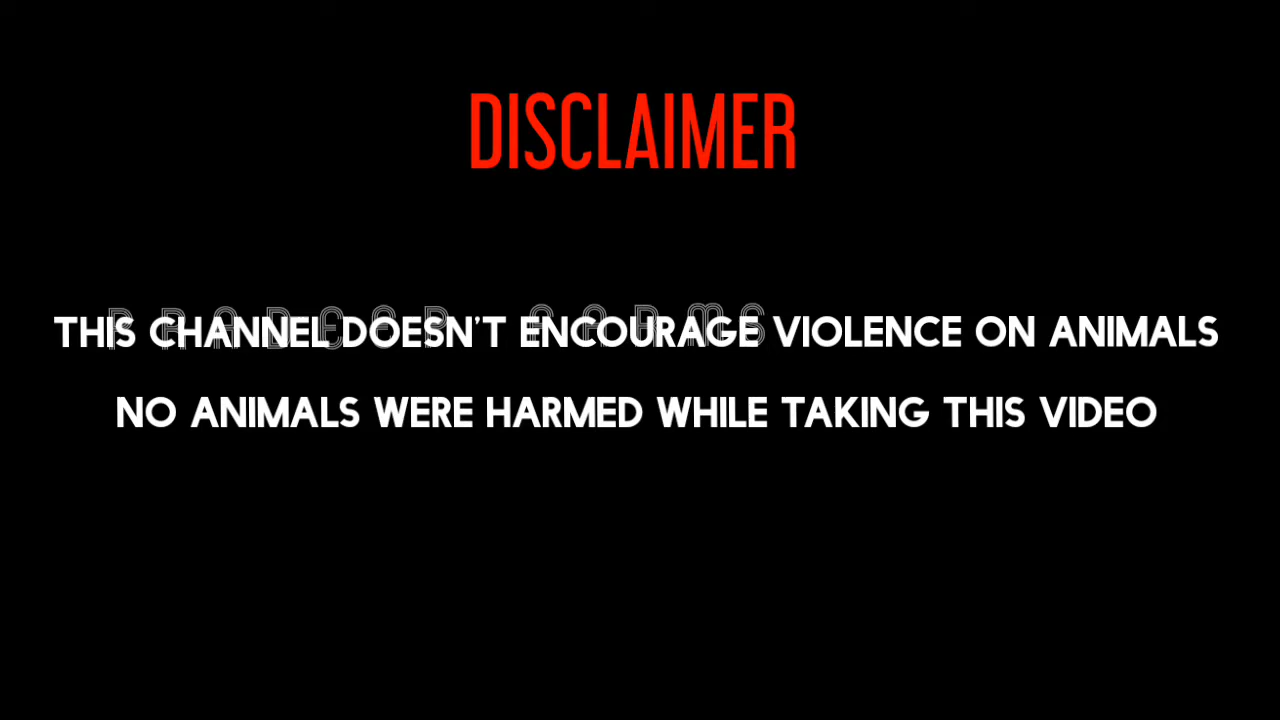 DISCLAIMER
THIS CHANNEL DOESN'T ENCOURAGE VIOLENCE ON ANIMALS
NO ANIMALS WERE HARMED WHILE TAKING THIS VIDEO